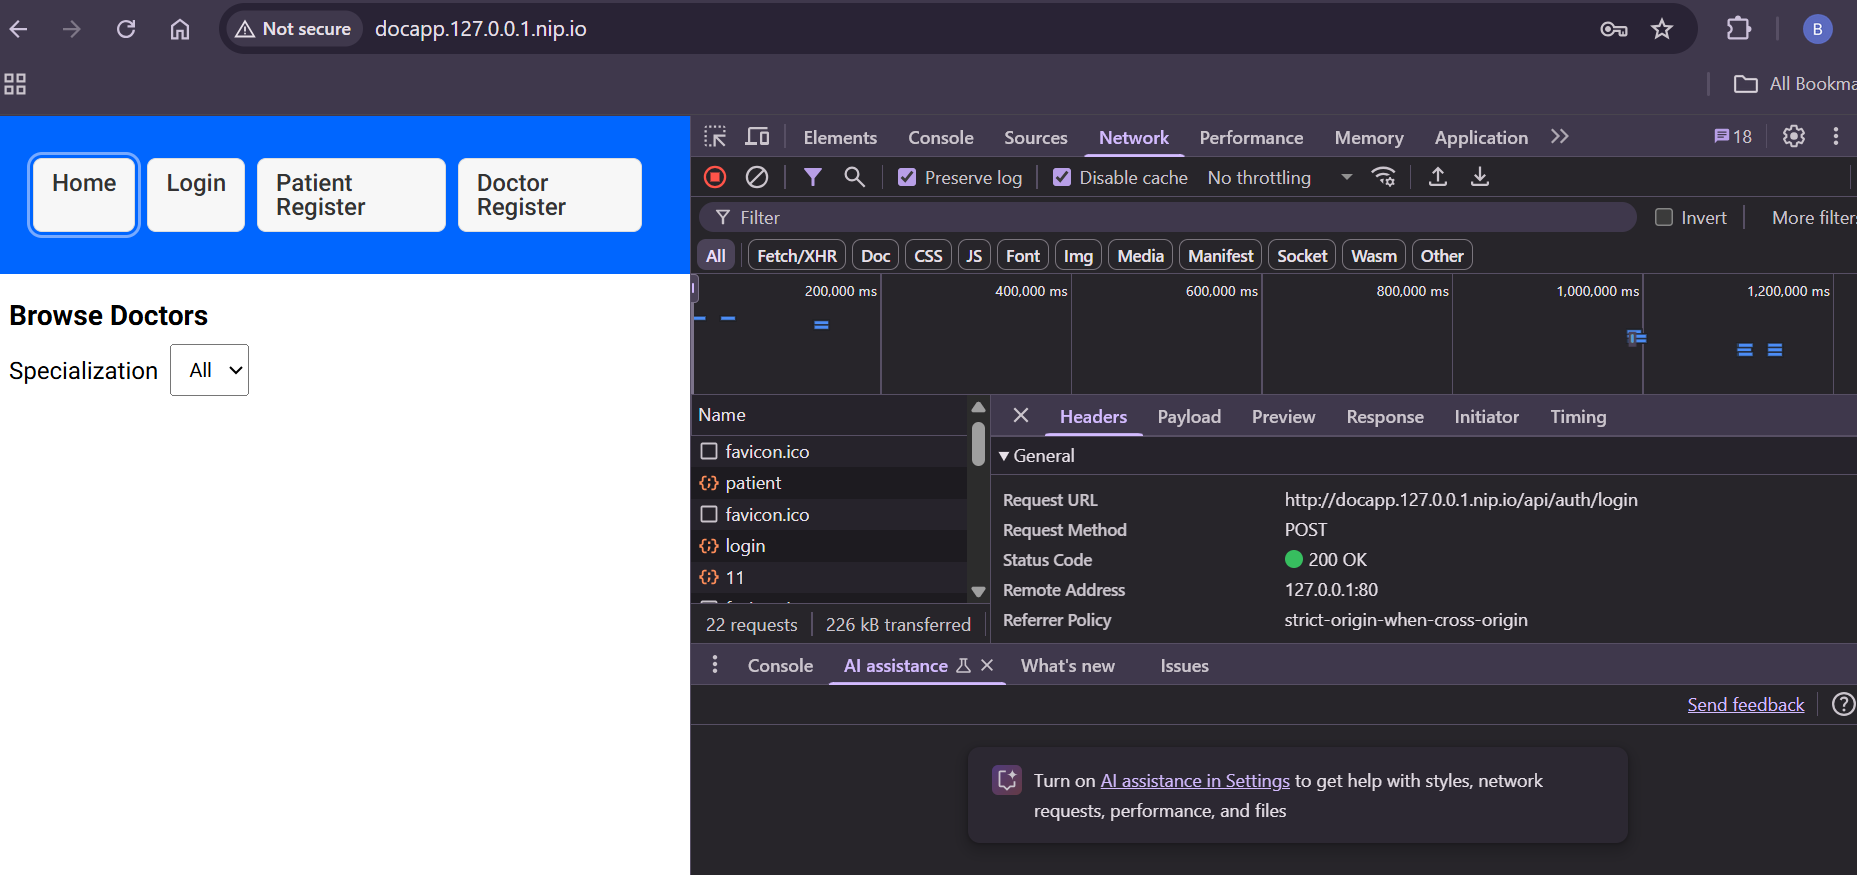 Not secure docapp.127.0.0.1.nip.io B
All Bookma
Home Login Patient Register Doctor Register
Browse Doctors
Specialization All
Elements Console Sources Network Performance Memory Application 18
Preserve log Disable cache No throttling
Filter Invert More filter
All Fetch/XHR Doc CSS JS Font Img Media Manifest Socket Wasm Other
200,000 ms 400,000 ms 600,000 ms 800,000 ms 1,000,000 ms 1,200,000 ms
Name
favicon.ico
patient
favicon.ico
login
11
22 requests 226 kB transferred
Headers Payload Preview Response Initiator Timing
General
Request URL http://docapp.127.0.0.1.nip.io/api/auth/login
Request Method POST
Status Code 200 OK
Remote Address 127.0.0.1:80
Referrer Policy strict-origin-when-cross-origin
Console AI assistance What's new Issues
Send feedback
Turn on AI assistance in Settings to get help with styles, network
requests, performance, and files